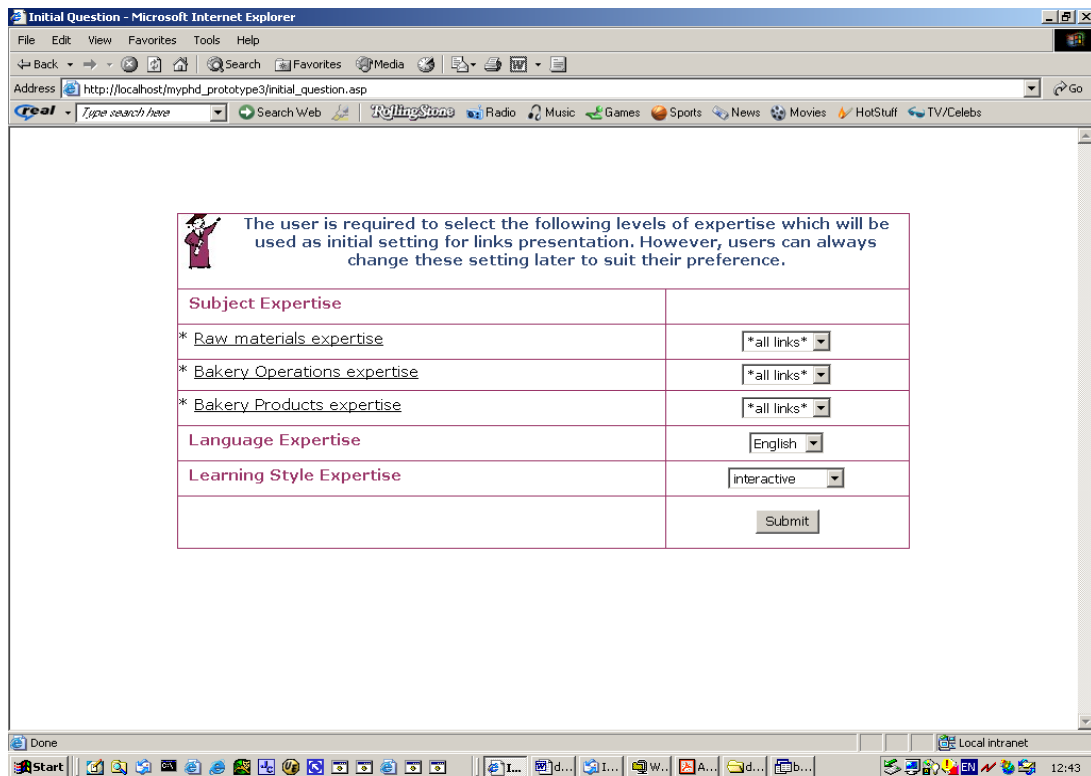 Initial Question - Microsoft Internet Explorer
File Edit View Favorites Tools Help
Back Search Favorites Media
Address http://localhost/myphd_prototype3/initial_question.asp Go
real Type search here Search Web RollingStone Radio Music Games Sports News Movies HotStuff TV/Celebs
The user is required to select the following levels of expertise which will be
used as initial setting for links presentation. However, users can always
change these setting later to suit their preference.
Subject Expertise
* Raw materials expertise *all links*
* Bakery Operations expertise *all links*
* Bakery Products expertise *all links*
Language Expertise English
Learning Style Expertise interactive
Submit
Done Local intranet
Start I... d... I... W... A... d... b... EN 12:43